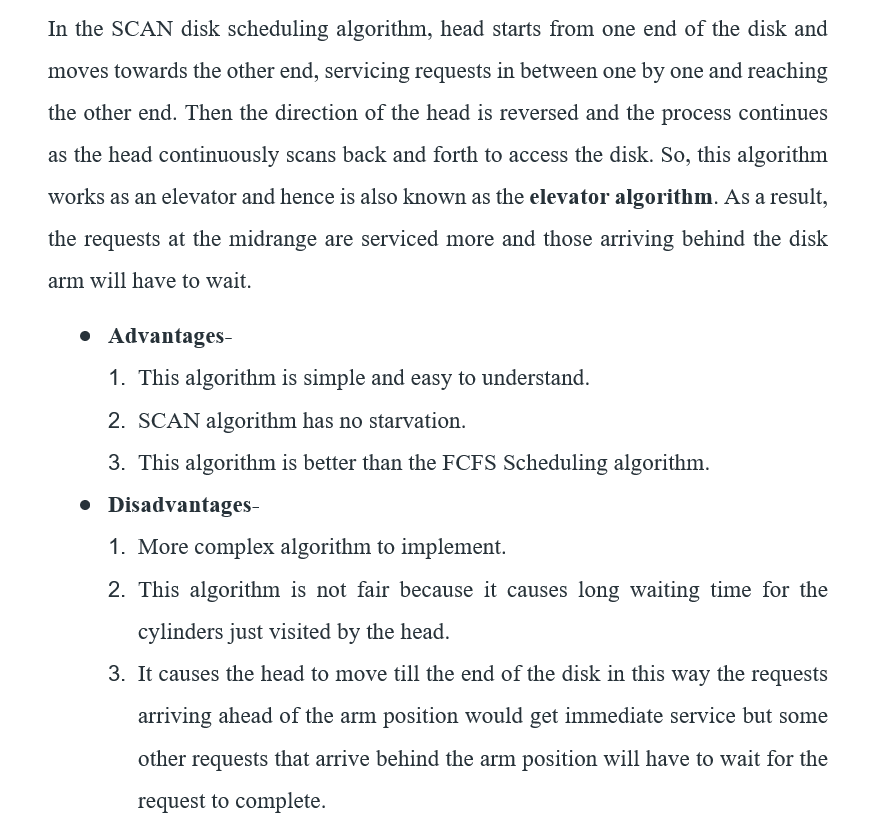 In the SCAN disk scheduling algorithm, head starts from one end of the disk and
moves towards the other end, servicing requests in between one by one and reaching
the other end. Then the direction of the head is reversed and the process continues
as the head continuously scans back and forth to access the disk. So, this algorithm
works as an elevator and hence is also known as the elevator algorithm. As a result,
the requests at the midrange are serviced more and those arriving behind the disk
arm will have to wait.
● Advantages-
1. This algorithm is simple and easy to understand.
2. SCAN algorithm has no starvation.
3. This algorithm is better than the FCFS Scheduling algorithm.
● Disadvantages-
1. More complex algorithm to implement.
2. This algorithm is not fair because it causes long waiting time for the
cylinders just visited by the head.
3. It causes the head to move till the end of the disk in this way the requests
arriving ahead of the arm position would get immediate service but some
other requests that arrive behind the arm position will have to wait for the
request to complete.